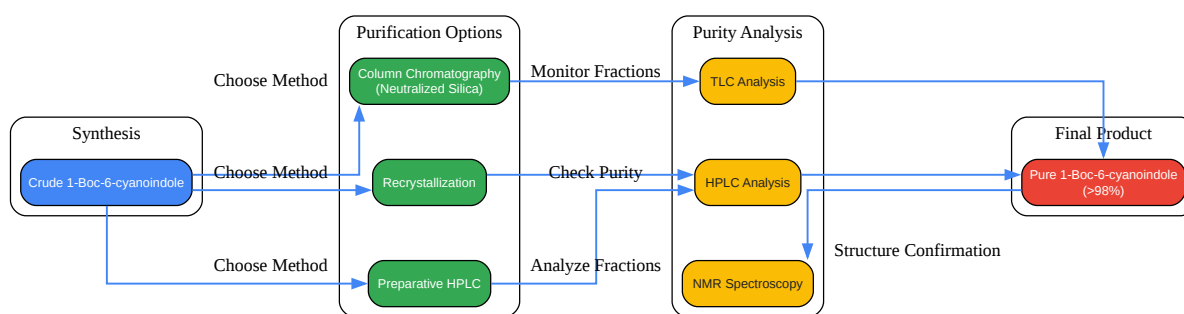 Purification Options
Purity Analysis
Choose Method
Column Chromatography
(Neutralized Silica)
Monitor Fractions
TLC Analysis
Synthesis
Final Product
Crude 1-Boc-6-cyanoindole
Choose Method
Recrystallization
Check Purity
HPLC Analysis
Pure 1-Boc-6-cyanoindole
(>98%)
Structure Confirmation
Choose Method
Preparative HPLC
Analyze Fractions
NMR Spectroscopy